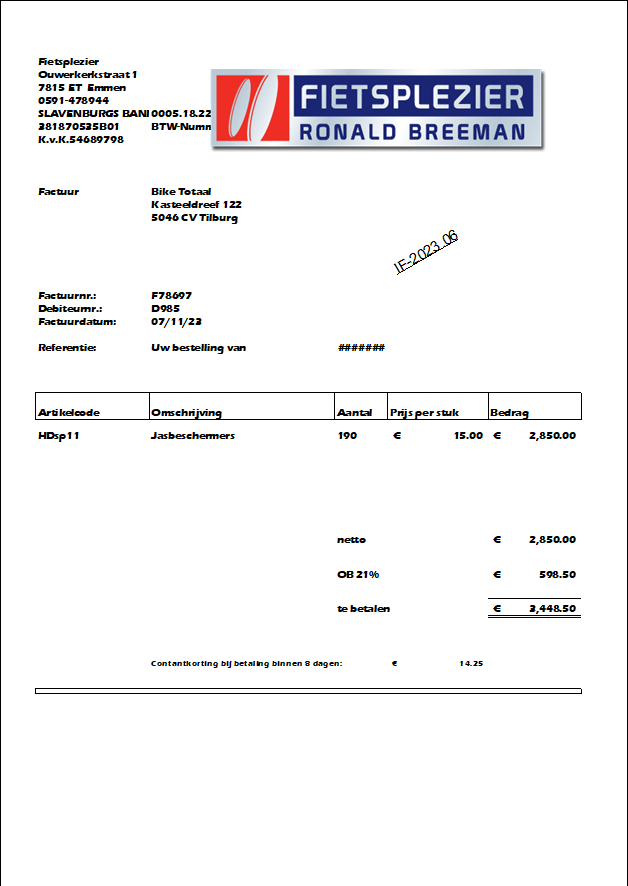 Fietsplezier
Ouwerkerkstraat 1
7815 ET Emmen
0591-478944
SLAVENBURGS BANI 0005.18.22
381870535B01 BTW-Numm
K.v.K.54689798
FIETSPLEZIER
RONALD BREEMAN
Factuur Bike Totaal
Kasteeldreef 122
5046 CV Tilburg
IF-2023.06
Factuurnr.: F78697
Debiteurnr.: D985
Factuurdatum: 07/11/23
Referentie: Uw bestelling van #######
Artikelcode Omschrijving Aantal Prijs per stuk Bedrag
HDsp11 Jasbeschermers 190 € 15.00 € 2,850.00
netto € 2,850.00
OB 21% € 598.50
te betalen € 3,448.50
Contantkorting bij betaling binnen 8 dagen: € 14.25